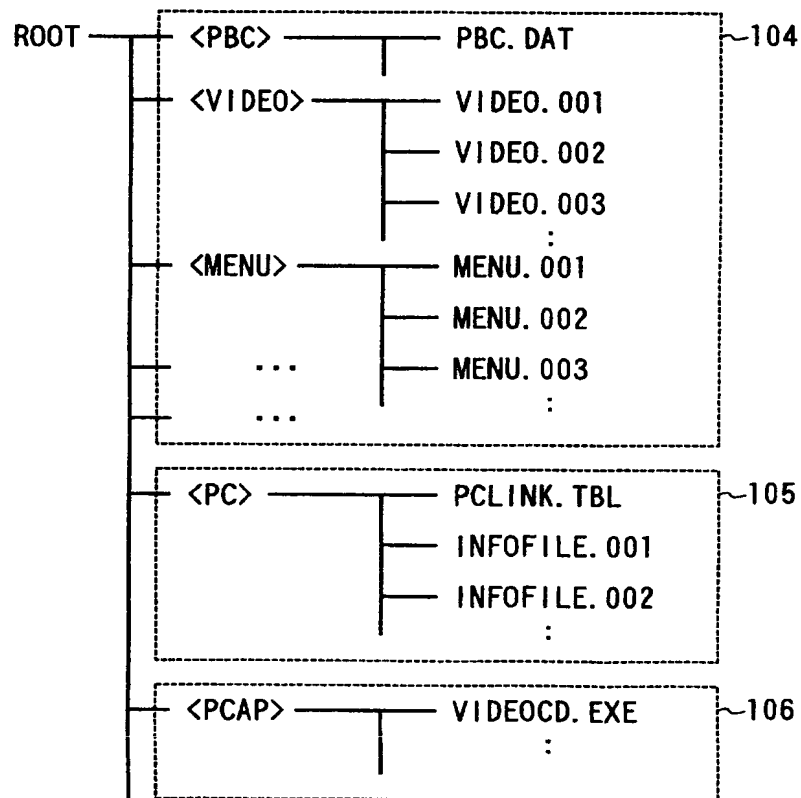 ROOT <PBC> PBC.DAT 104
<VIDEO> VIDEO.001
VIDEO.002
VIDEO.003
:
<MENU> MENU.001
MENU.002
... MENU.003
... :
<PC> PCLINK.TBL 105
INFOFILE.001
INFOFILE.002
:
<PCAP> VIDEOCD.EXE 106
: